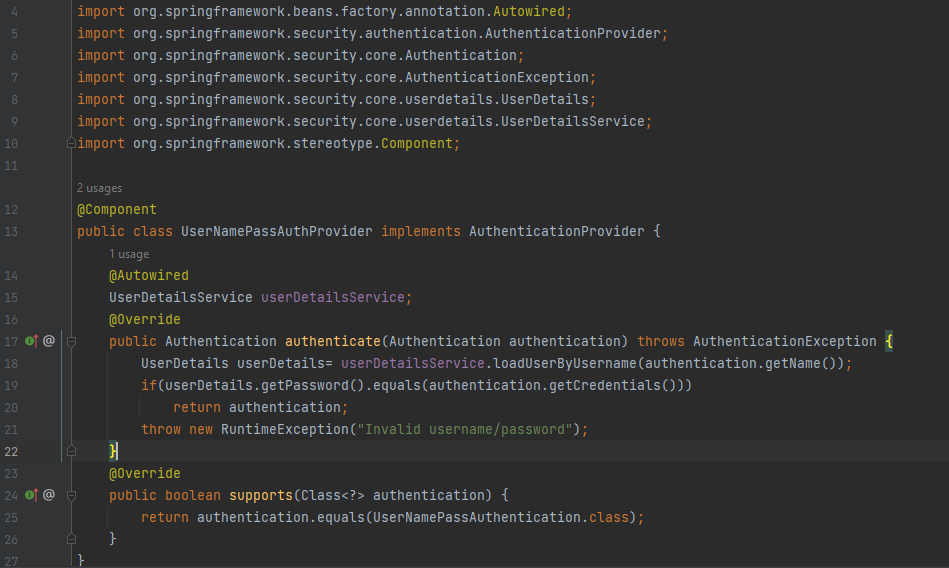 4 import org.springframework.beans.factory.annotation.Autowired;
5 import org.springframework.security.authentication.AuthenticationProvider;
6 import org.springframework.security.core.Authentication;
7 import org.springframework.security.core.AuthenticationException;
8 import org.springframework.security.core.userdetails.UserDetails;
9 import org.springframework.security.core.userdetails.UserDetailsService;
10 import org.springframework.stereotype.Component;
11
2 usages
12 @Component
13 public class UserNamePassAuthProvider implements AuthenticationProvider {
1 usage
14 @Autowired
15 UserDetailsService userDetailsService;
16 @Override
17 @ public Authentication authenticate(Authentication authentication) throws AuthenticationException {
18 UserDetails userDetails= userDetailsService.loadUserByUsername(authentication.getName());
19 if(userDetails.getPassword().equals(authentication.getCredentials()))
20 return authentication;
21 throw new RuntimeException("Invalid username/password");
22 }
23 @Override
24 @ public boolean supports(Class<?> authentication) {
25 return authentication.equals(UserNamePassAuthentication.class);
26 }
27 }